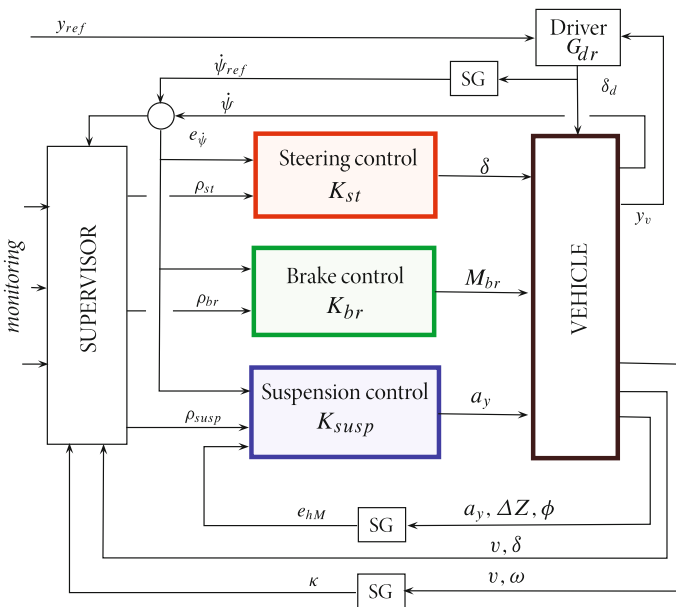 y_ref
Driver
G_dr
ψ̇_ref
SG
δ_d
ψ̇
e_ψ̇
Steering control
K_st
δ
ρ_st
y_v
monitoring
SUPERVISOR
VEHICLE
Brake control
K_br
M_br
ρ_br
Suspension control
K_susp
a_y
ρ_susp
e_hM
SG
a_y, ΔZ, ϕ
v, δ
κ
SG
v, ω